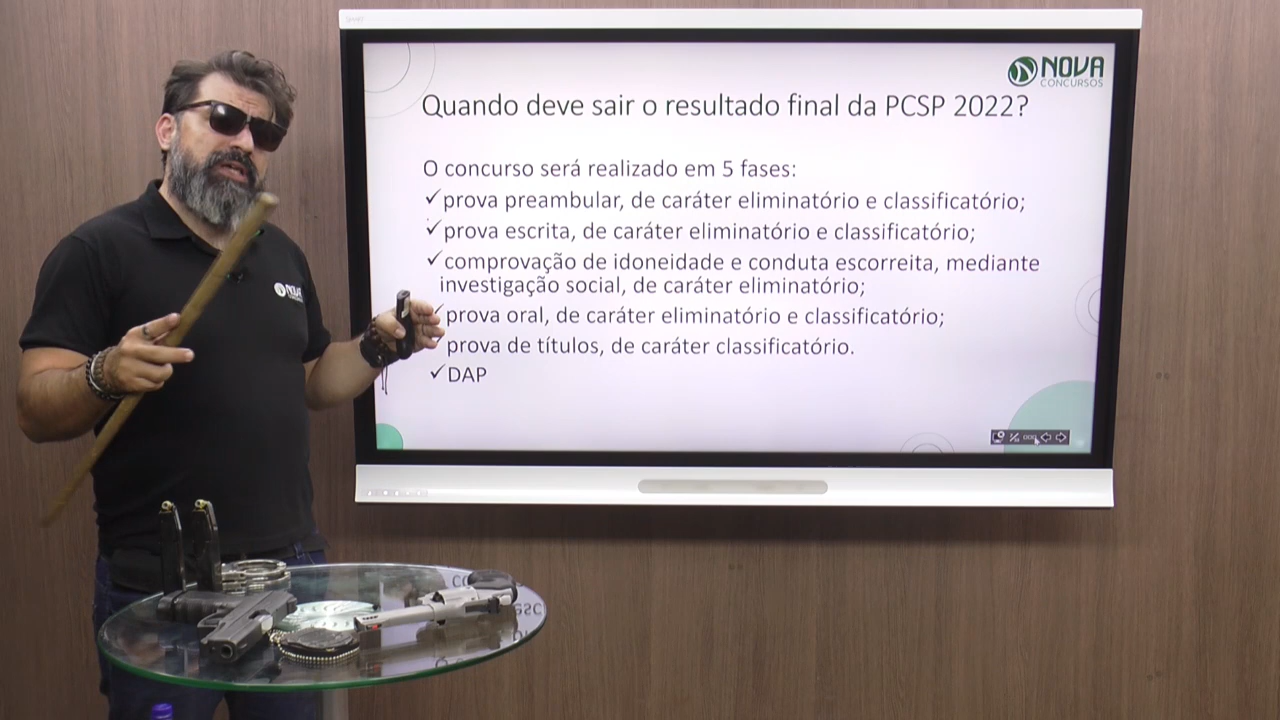 NOVA
CONCURSOS
Quando deve sair o resultado final da PCSP 2022?
O concurso será realizado em 5 fases:
✓prova preambular, de caráter eliminatório e classificatório;
✓prova escrita, de caráter eliminatório e classificatório;
✓comprovação de idoneidade e conduta escorreita, mediante
investigação social, de caráter eliminatório;
✓prova oral, de caráter eliminatório e classificatório;
prova de títulos, de caráter classificatório.
✓DAP
NOVA